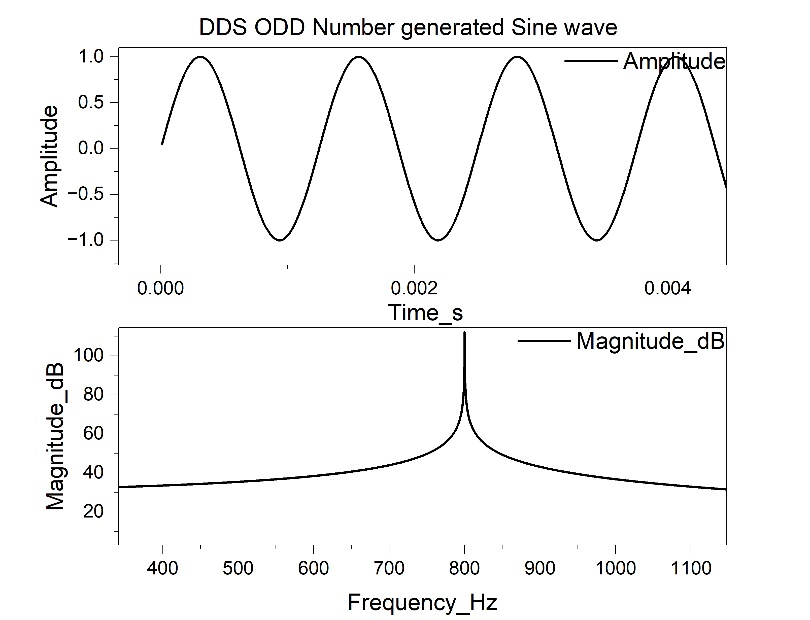 DDS ODD Number generated Sine wave
Amplitude
1.0
0.5
0.0
−0.5
−1.0
Amplitude
0.000 0.002 0.004
Time_s
Magnitude_dB
100
80
60
40
20
Magnitude_dB
400 500 600 700 800 900 1000 1100
Frequency_Hz